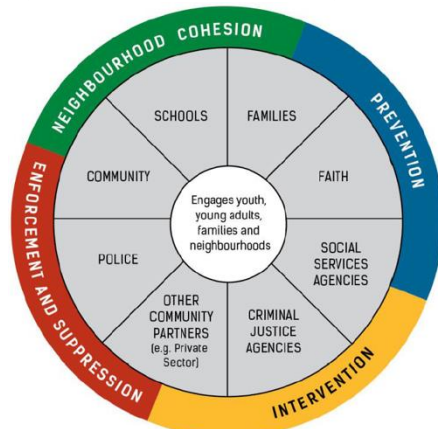 NEIGHBOURHOOD COHESION
PREVENTION
INTERVENTION
ENFORCEMENT AND SUPPRESSION
SCHOOLS
FAMILIES
COMMUNITY
FAITH
POLICE
SOCIAL
SERVICES
AGENCIES
OTHER
COMMUNITY
PARTNERS
(e.g. Private
Sector)
CRIMINAL
JUSTICE
AGENCIES
Engages youth,
young adults,
families and
neighbourhoods